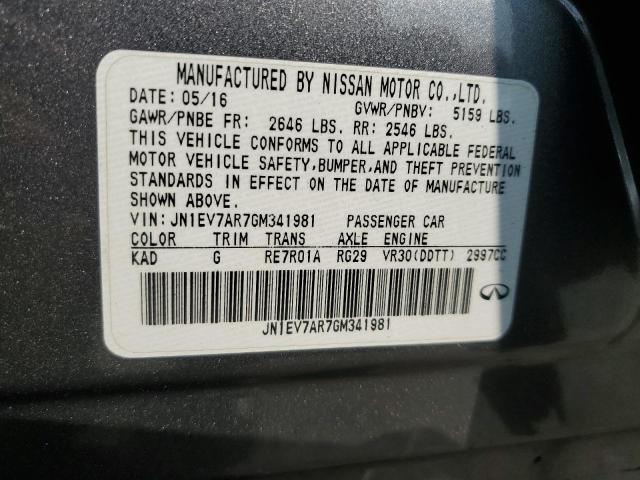 MANUFACTURED BY NISSAN MOTOR CO.,LTD.
DATE: 05/16 GVWR/PNBV: 5159 LBS.
GAWR/PNBE FR: 2646 LBS. RR: 2546 LBS.
THIS VEHICLE CONFORMS TO ALL APPLICABLE FEDERAL
MOTOR VEHICLE SAFETY,BUMPER,AND THEFT PREVENTION
STANDARDS IN EFFECT ON THE DATE OF MANUFACTURE
SHOWN ABOVE.
VIN:JN1EV7AR7GM341981 PASSENGER CAR
COLOR TRIM TRANS AXLE ENGINE
KAD G RE7R01A RG29 VR30(DDTT) 2997CC
JN1EV7AR7GM341981